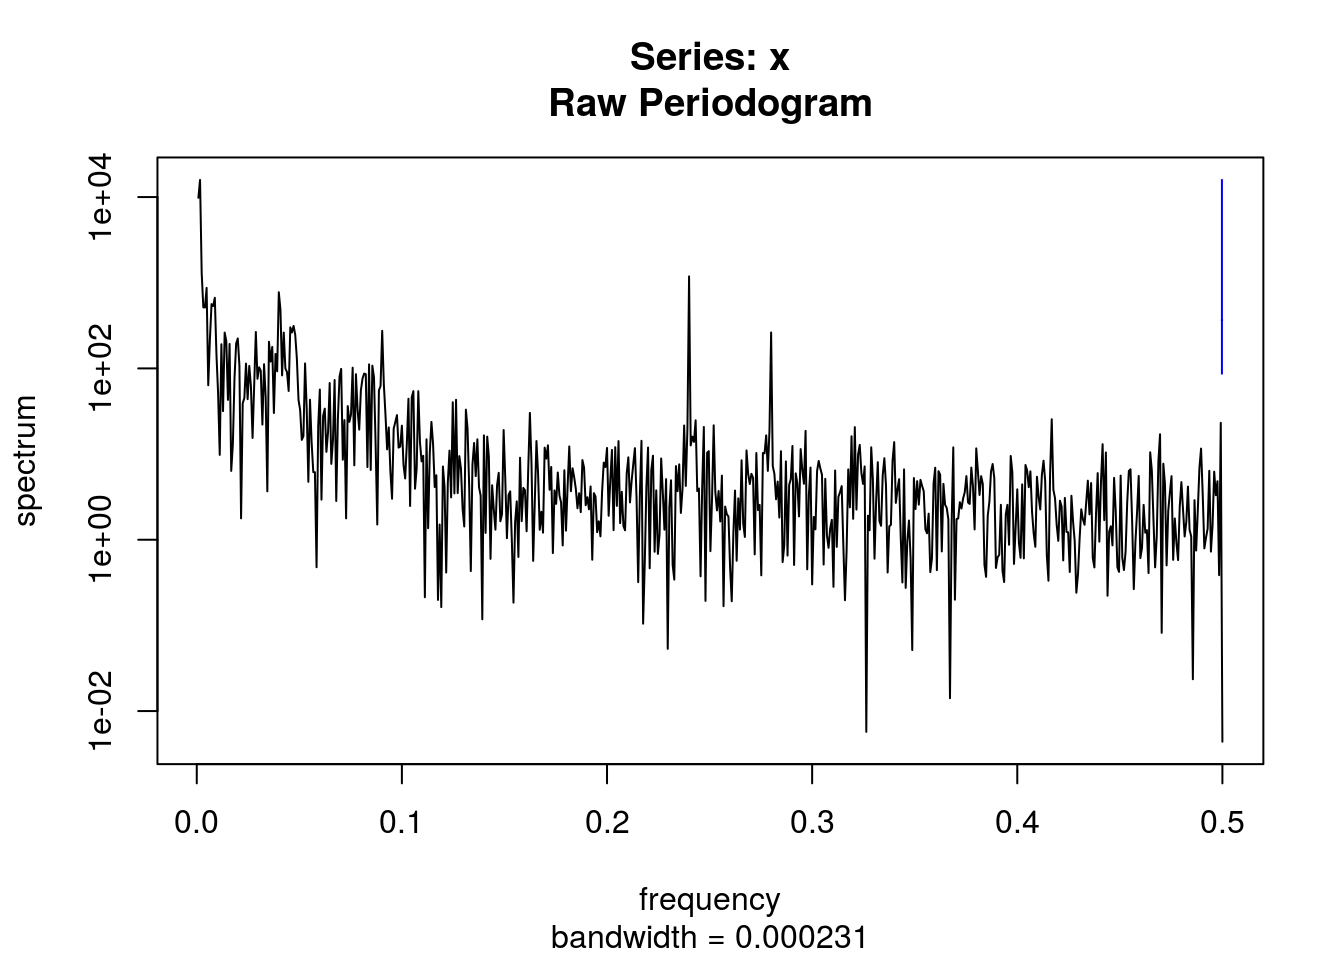 Series: x
Raw Periodogram
spectrum
1e+04
1e+02
1e+00
1e-02
0.0 0.1 0.2 0.3 0.4 0.5
frequency
bandwidth = 0.000231